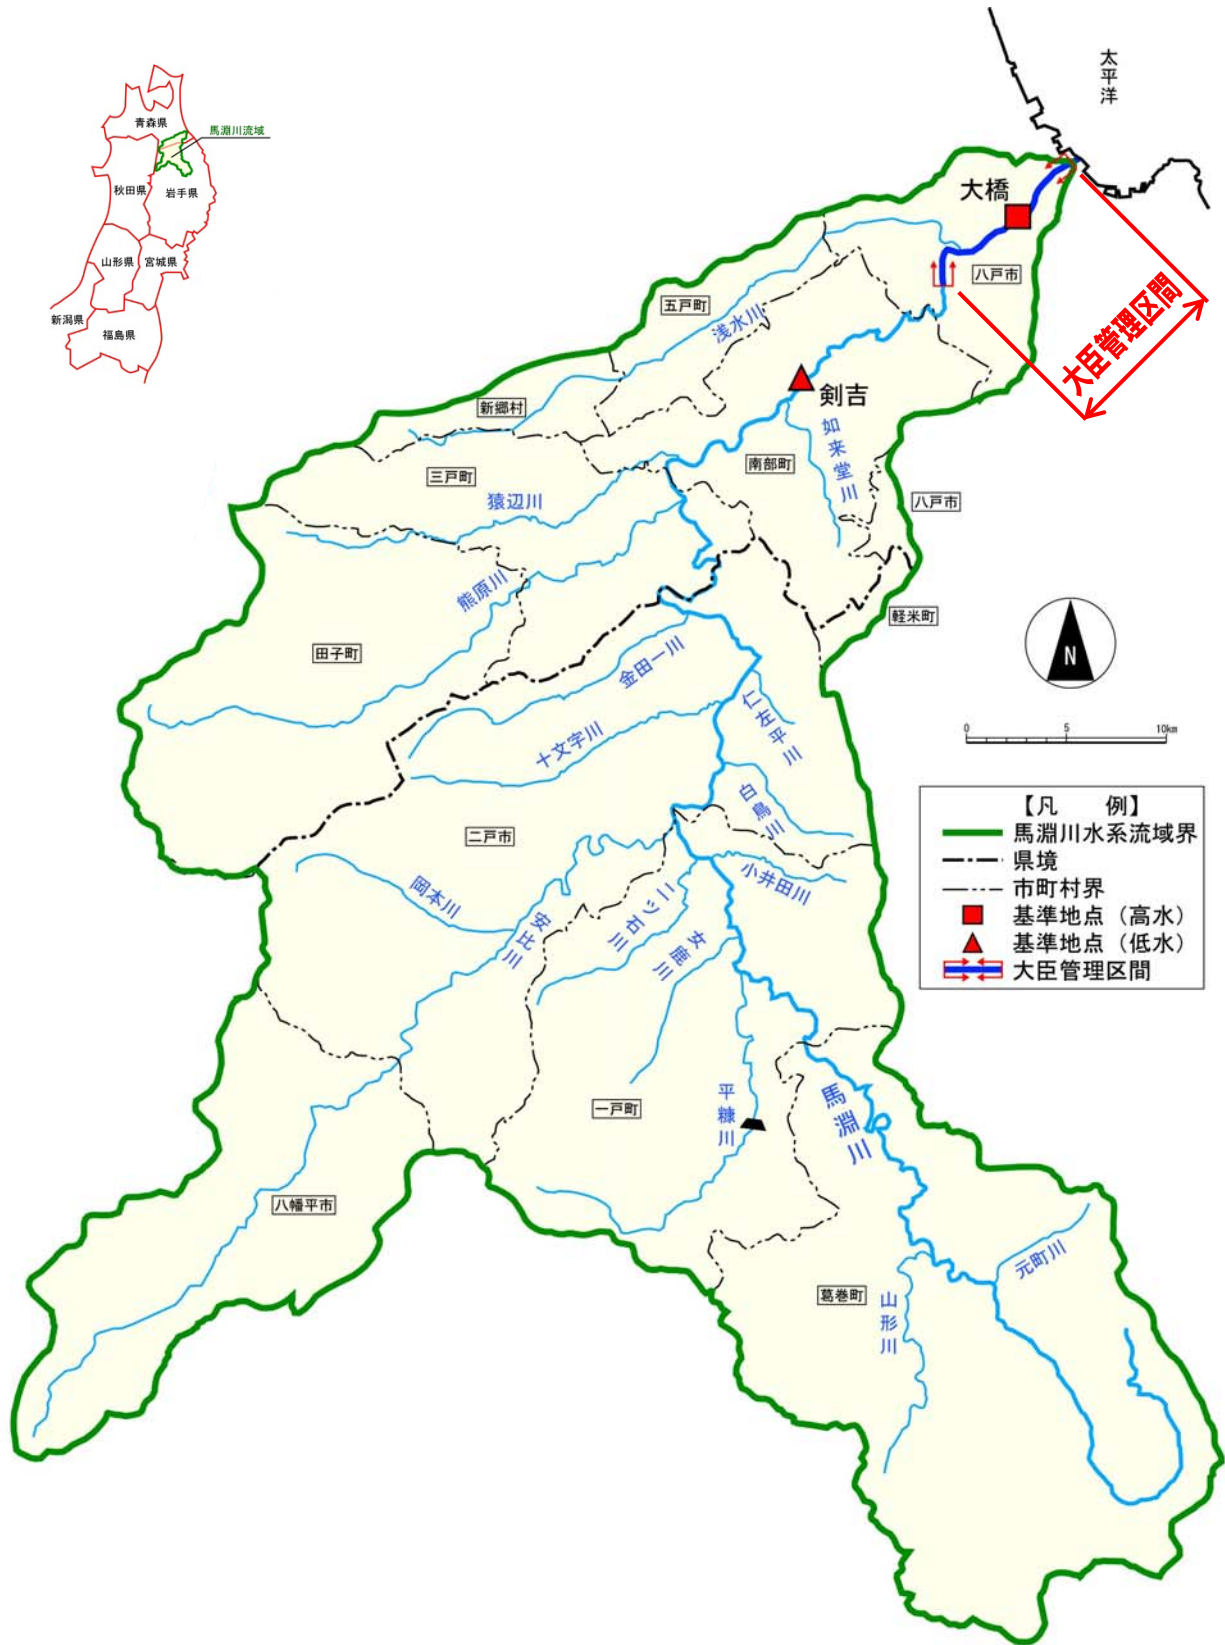 太平洋
青森県
馬淵川流域
秋田県
岩手県
山形県
宮城県
新潟県
福島県
大橋
八戸市
大臣管理区間
五戸町
浅水川
剣吉
新郷村
如来堂川
南部町
三戸町
猿辺川
八戸市
熊原川
軽米町
田子町
金田一川
N
仁左平川
十文字川
0 5 10km
白鳥川
二戸市
【凡 例】
馬淵川水系流域界
県境
市町村界
基準地点（高水）
基準地点（低水）
大臣管理区間
小井田川
岡本川
二ツ石川
安比川
女鹿川
一戸町
平糠川
馬淵川
八幡平市
元町川
葛巻町
山形川